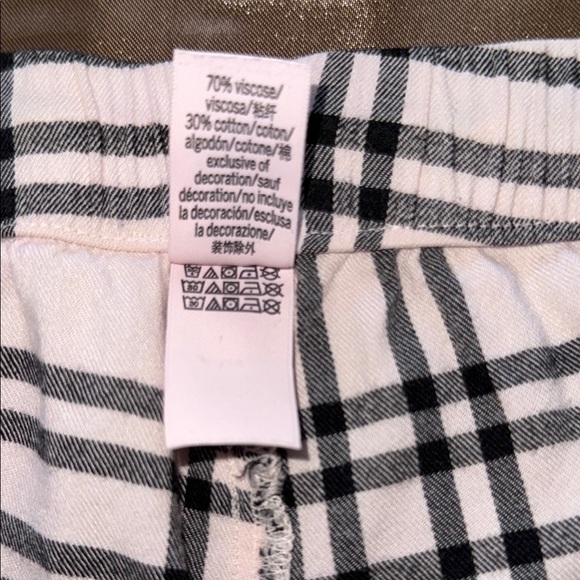 70% viscose/
viscosa/粘纤
30% cotton/coton/
algodón/cotone/棉
exclusive of
decoration/sauf
décoration/no incluye
la decoración/esclusa
la decorazione/
装饰除外